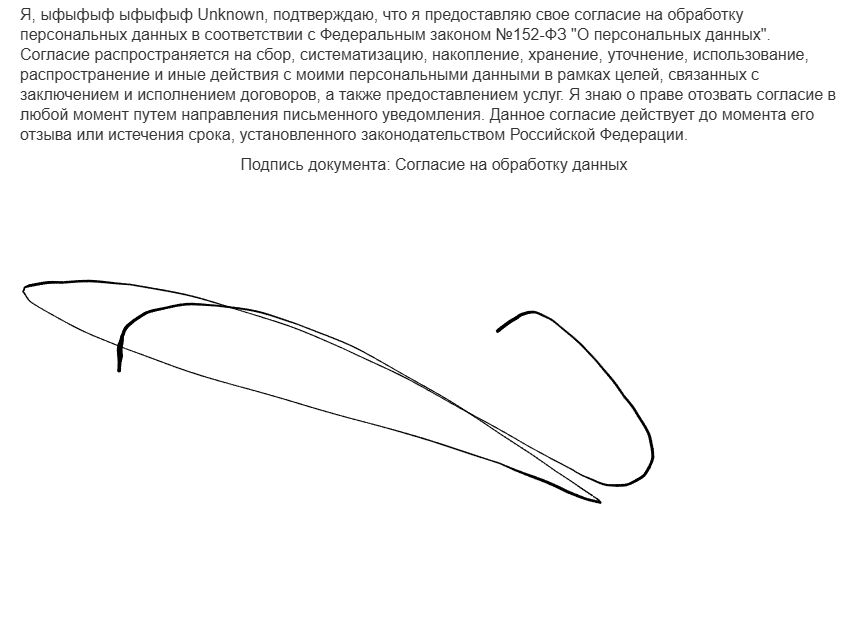 Я, ыфыфыф ыфыфыф Unknown, подтверждаю, что я предоставляю свое согласие на обработку
персональных данных в соответствии с Федеральным законом №152-ФЗ "О персональных данных".
Согласие распространяется на сбор, систематизацию, накопление, хранение, уточнение, использование,
распространение и иные действия с моими персональными данными в рамках целей, связанных с
заключением и исполнением договоров, а также предоставлением услуг. Я знаю о праве отозвать согласие в
любой момент путем направления письменного уведомления. Данное согласие действует до момента его
отзыва или истечения срока, установленного законодательством Российской Федерации.
Подпись документа: Согласие на обработку данных